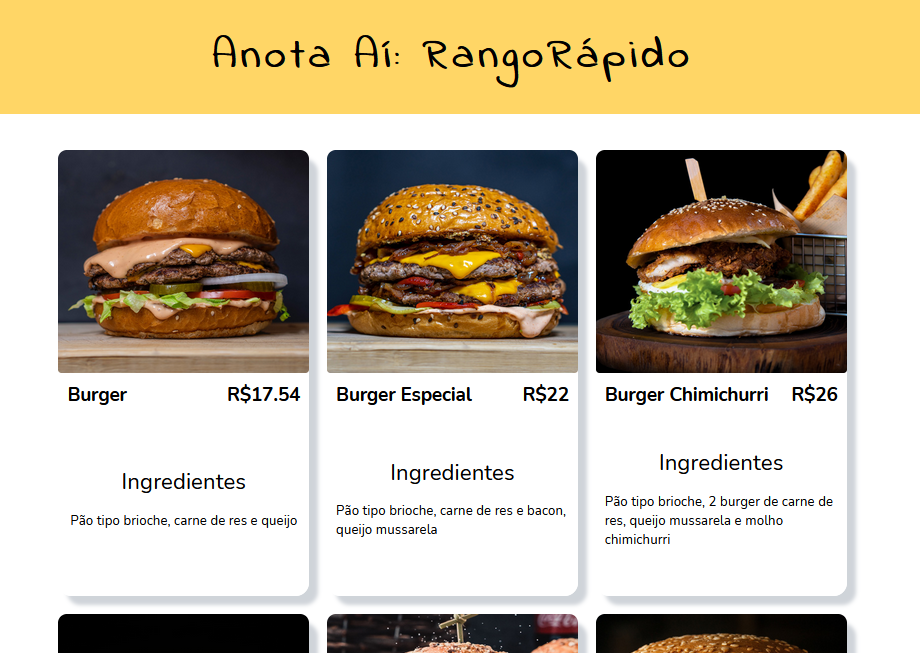 Anota Aí: RangoRápido
Burger R$17.54
Burger Especial R$22
Burger Chimichurri R$26
Ingredientes
Pão tipo brioche, carne de res e queijo
Ingredientes
Pão tipo brioche, carne de res e bacon,
queijo mussarela
Ingredientes
Pão tipo brioche, 2 burger de carne de
res, queijo mussarela e molho
chimichurri